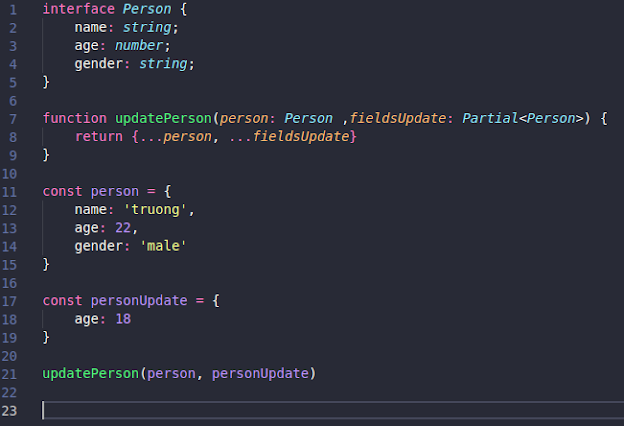 1 interface Person {
2 name: string;
3 age: number;
4 gender: string;
5 }
6
7 function updatePerson(person: Person ,fieldsUpdate: Partial<Person>) {
8 return {...person, ...fieldsUpdate}
9 }
10
11 const person = {
12 name: 'truong',
13 age: 22,
14 gender: 'male'
15 }
16
17 const personUpdate = {
18 age: 18
19 }
20
21 updatePerson(person, personUpdate)
22
23